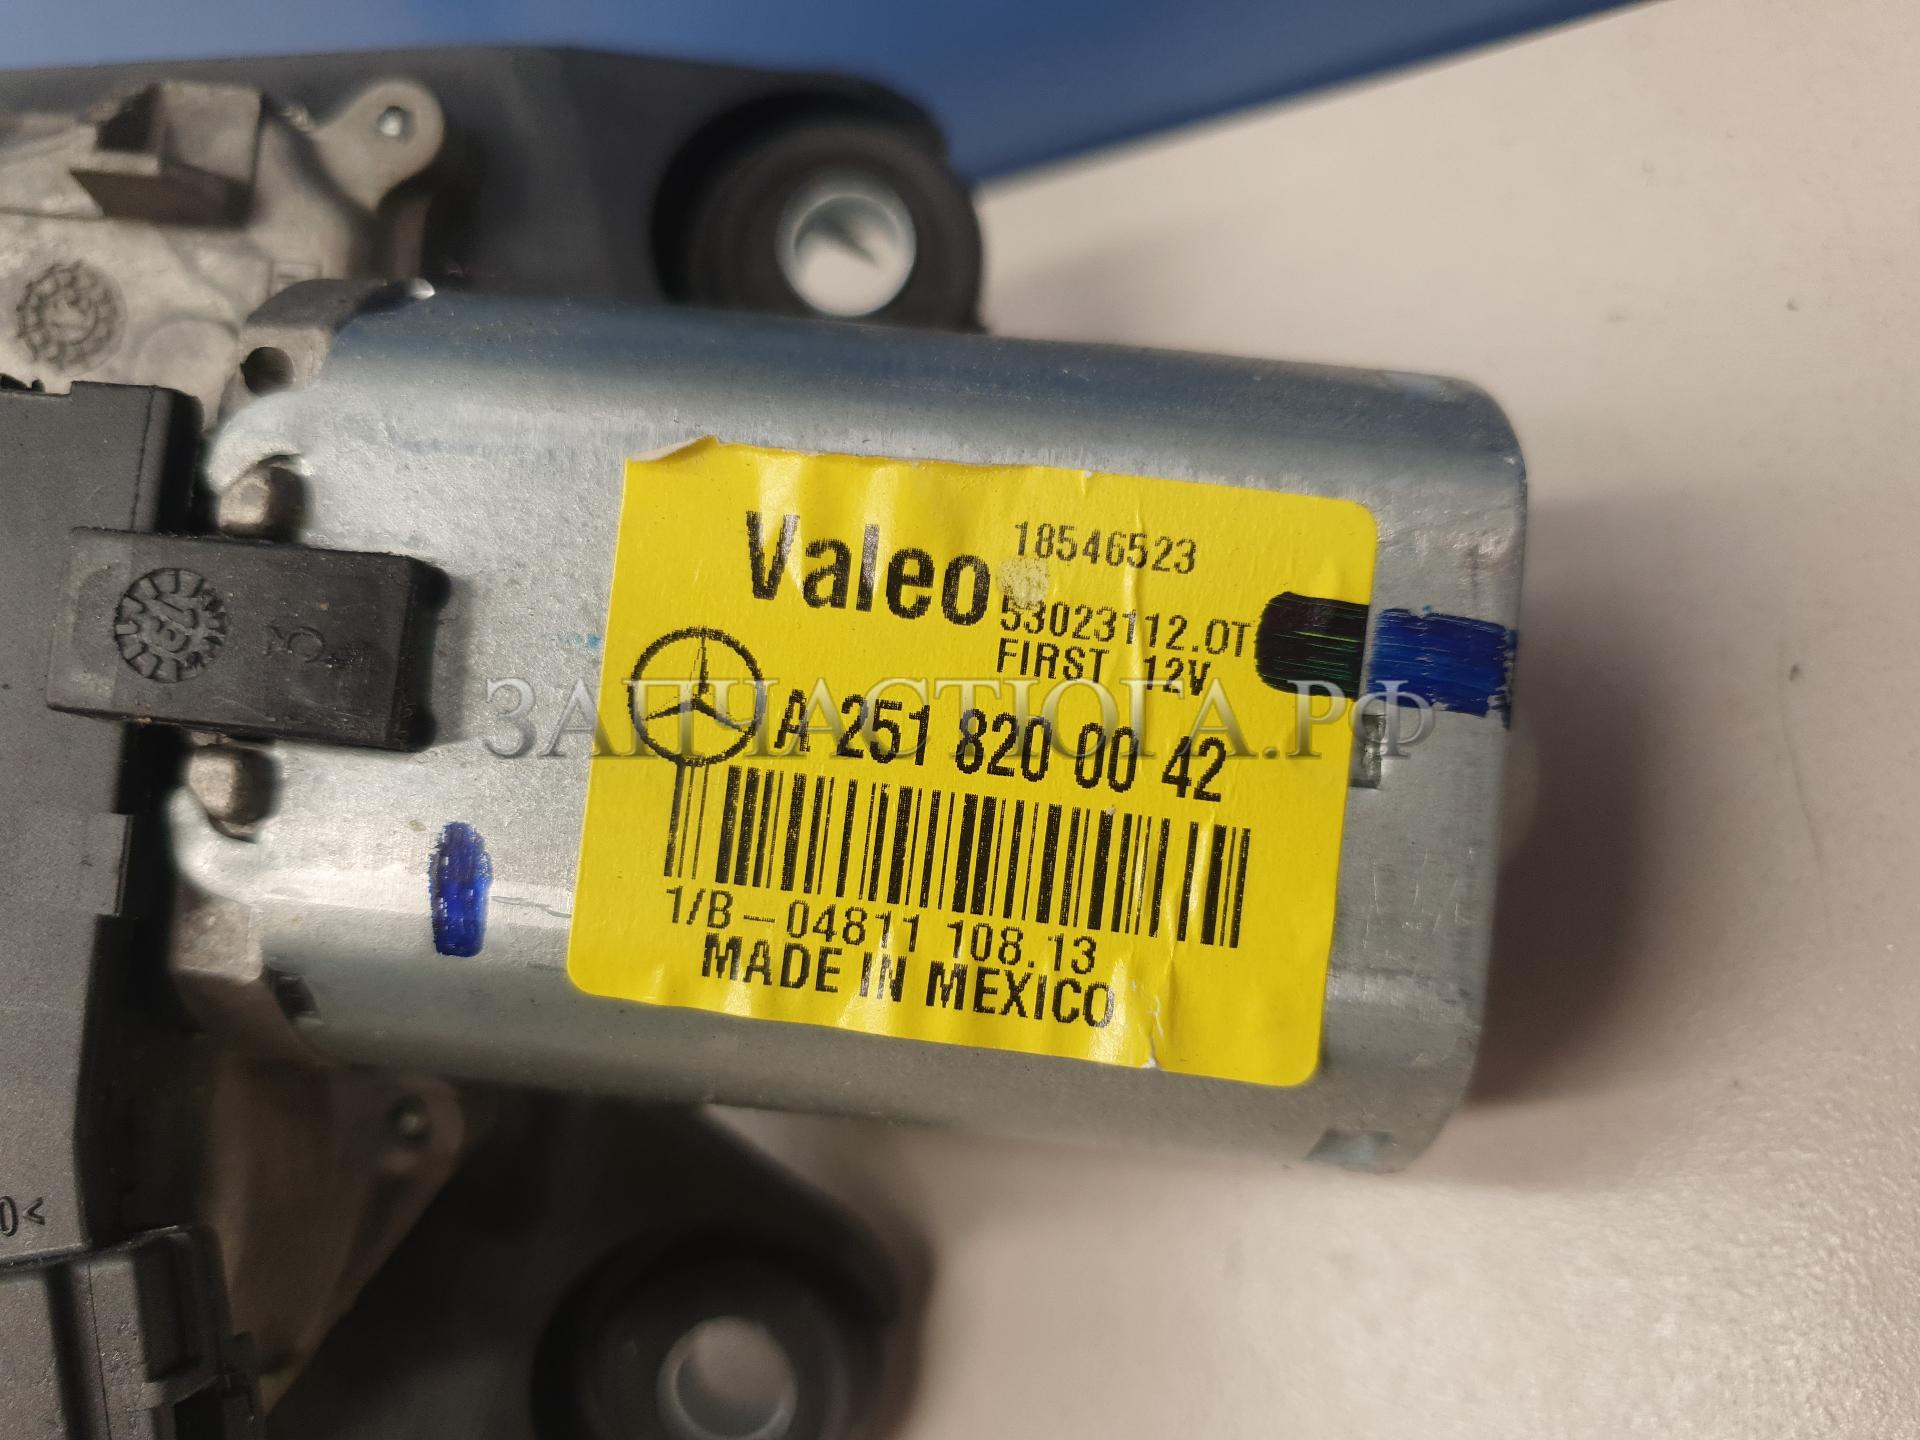 Valeo 18546523
53023112.0T
FIRST 12V
A 251 820 00 42
1/B-04811 108.13
MADE IN MEXICO
ЗАПЧАСТЮГА.РФ